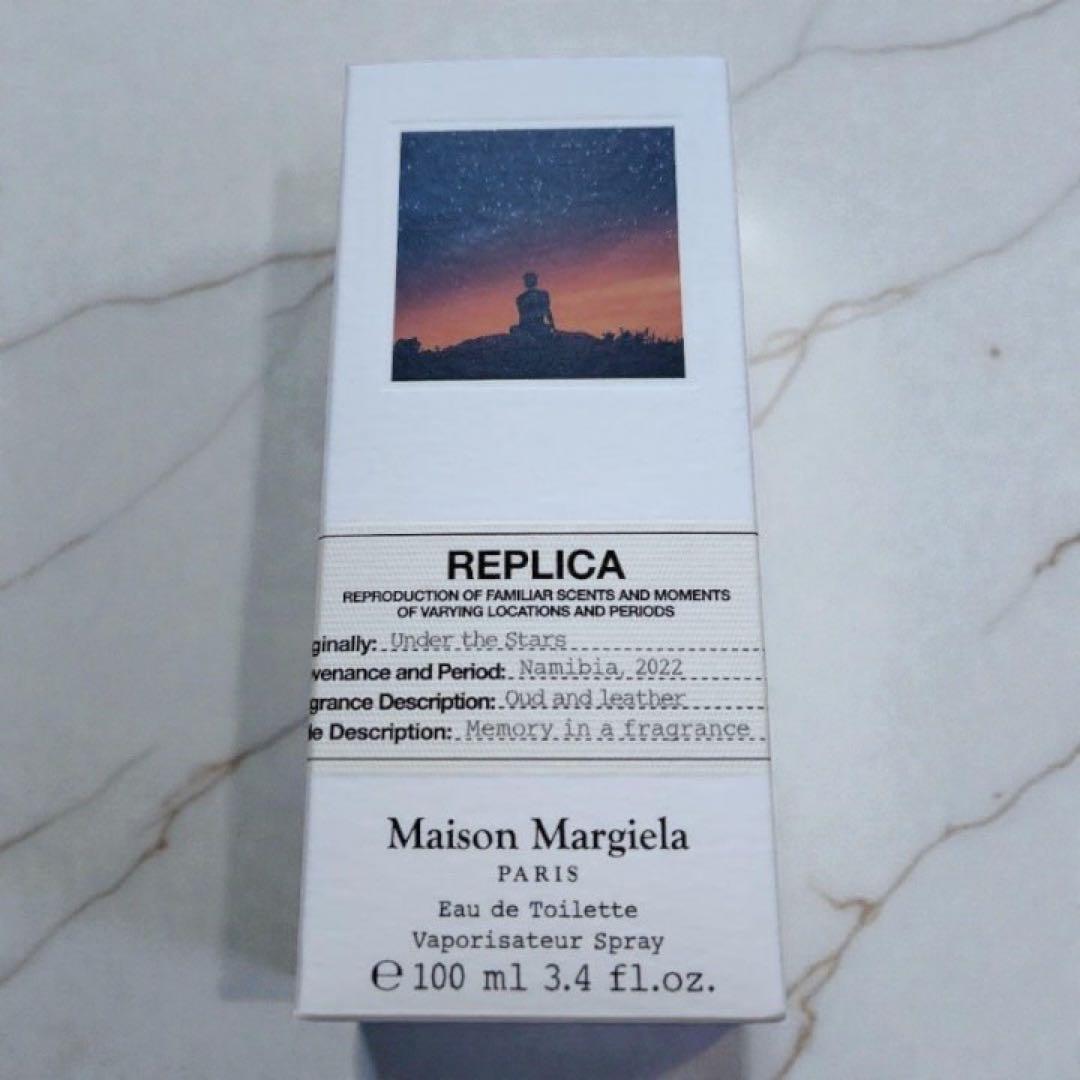 REPLICA
REPRODUCTION OF FAMILIAR SCENTS AND MOMENTS
OF VARYING LOCATIONS AND PERIODS
ginally: Under the Stars
venance and Period: Namibia, 2022
grance Description: Oud and leather
le Description: Memory in a fragrance
Maison Margiela
PARIS
Eau de Toilette
Vaporisateur Spray
℮ 100 ml 3.4 fl.oz.